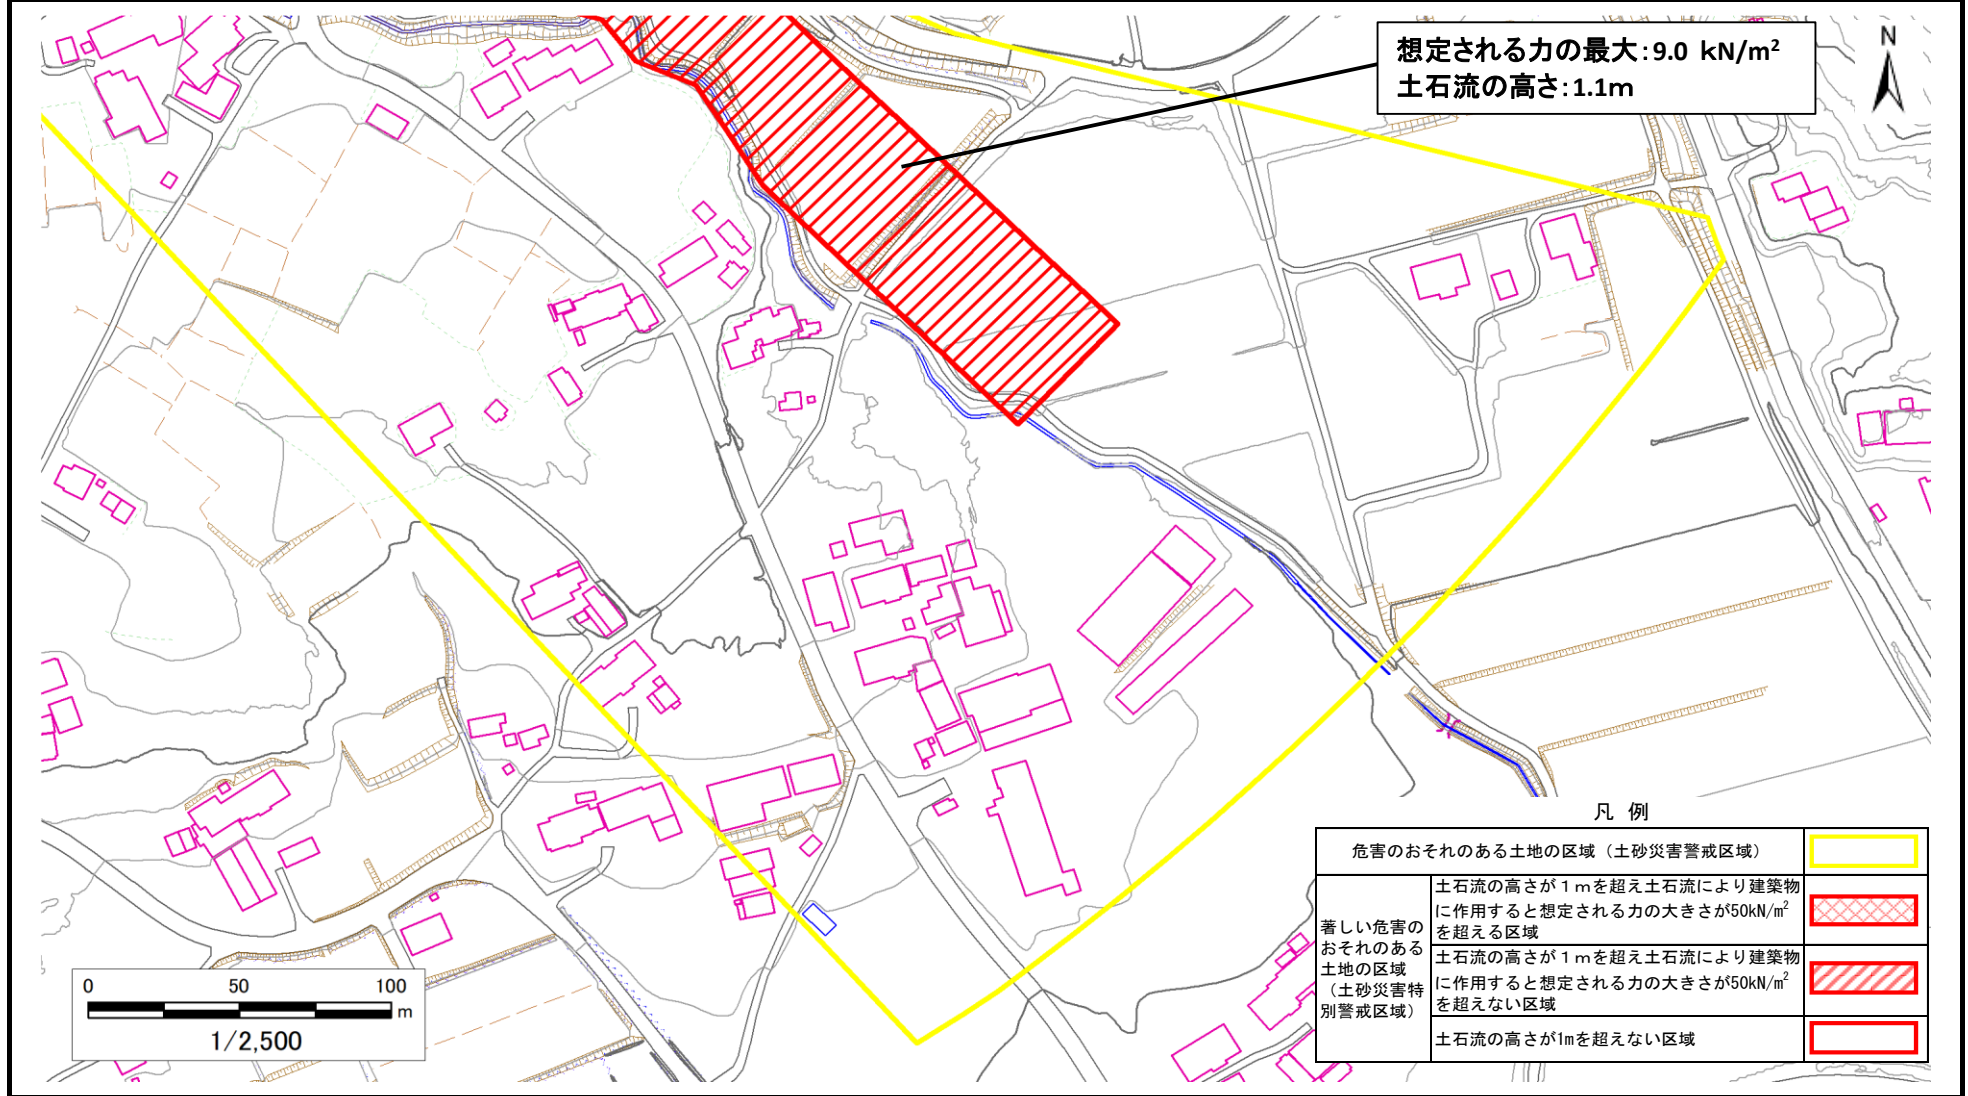 想定される力の最大:9.0 kN/m²
土石流の高さ:1.1m
N
凡 例
危害のおそれのある土地の区域（土砂災害警戒区域）
著しい危害の
おそれのある
土地の区域
（土砂災害特
別警戒区域）
土石流の高さが１ｍを超え土石流により建築物
に作用すると想定される力の大きさが50kN/m²
を超える区域
土石流の高さが１ｍを超え土石流により建築物
に作用すると想定される力の大きさが50kN/m²
を超えない区域
土石流の高さが1mを超えない区域
0 50 100
m
1/2,500